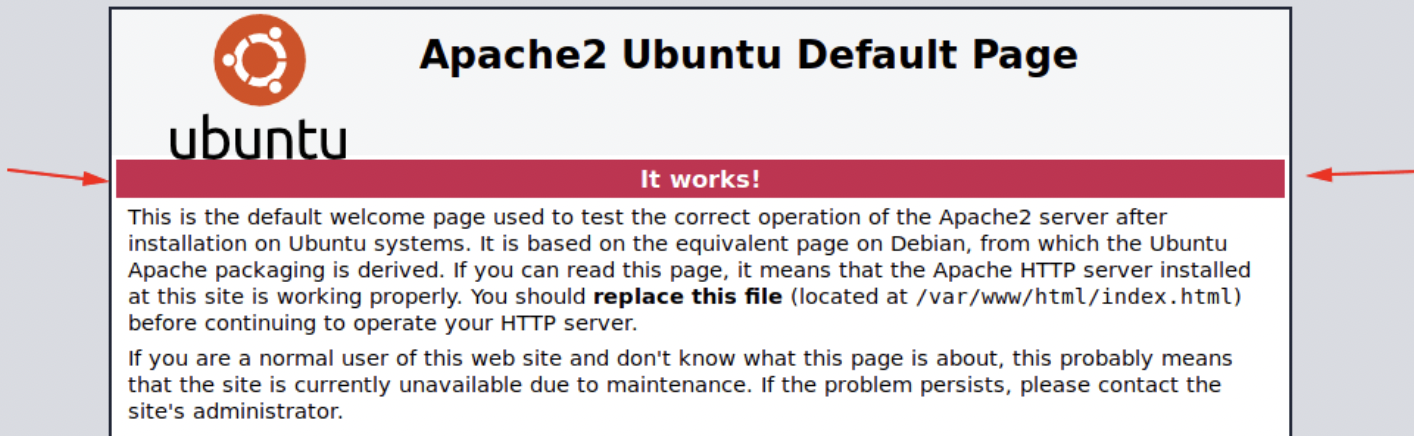 Apache2 Ubuntu Default Page
ubuntu
It works!
This is the default welcome page used to test the correct operation of the Apache2 server after
installation on Ubuntu systems. It is based on the equivalent page on Debian, from which the Ubuntu
Apache packaging is derived. If you can read this page, it means that the Apache HTTP server installed
at this site is working properly. You should replace this file (located at /var/www/html/index.html)
before continuing to operate your HTTP server.
If you are a normal user of this web site and don't know what this page is about, this probably means
that the site is currently unavailable due to maintenance. If the problem persists, please contact the
site's administrator.